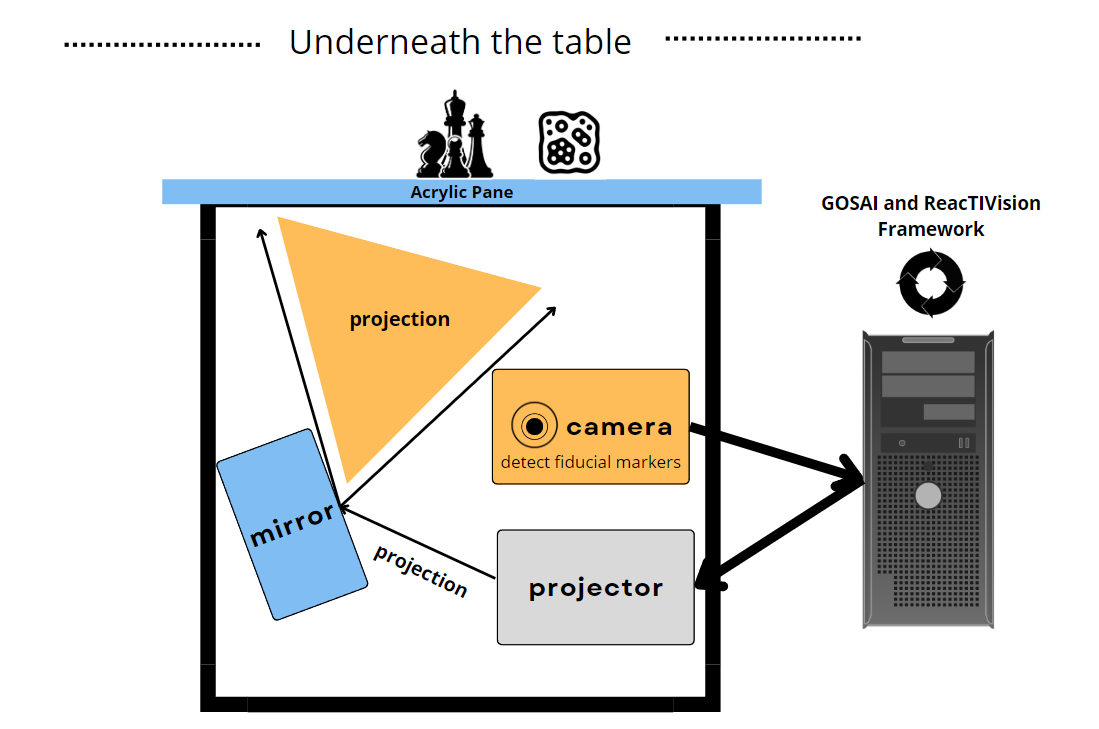 Underneath the table
Acrylic Pane
GOSAI and ReacTIVision
Framework
projection
camera
detect fiducial markers
mirror
projection
projector